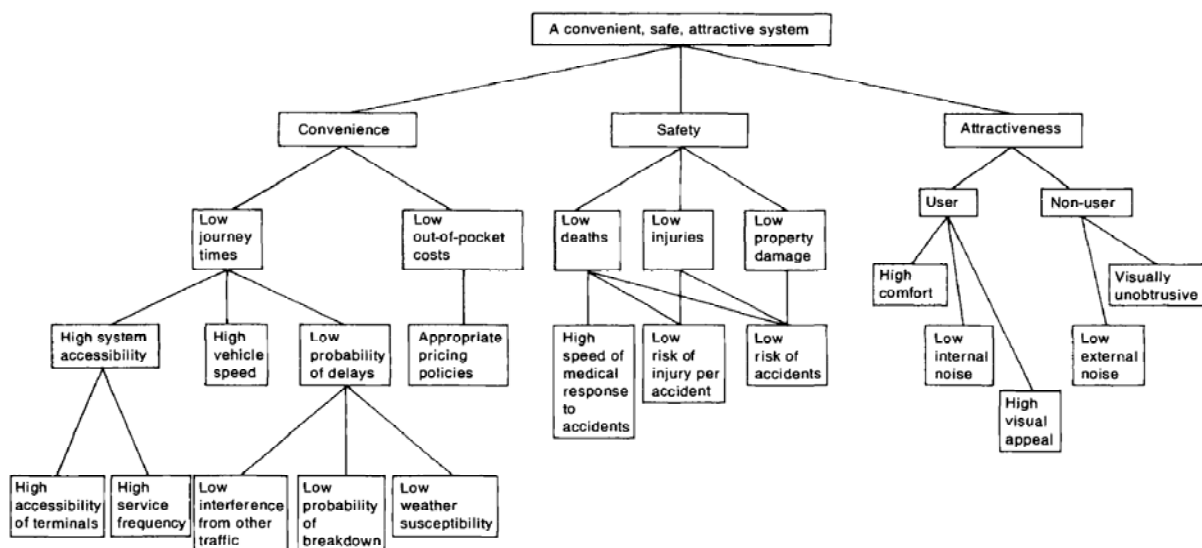 A convenient, safe, attractive system
Convenience
Safety
Attractiveness
User
Non-user
Low
journey
times
Low
out-of-pocket
costs
Low
deaths
Low
injuries
Low
property
damage
High
comfort
Visually
unobtrusive
High system
accessibility
High
vehicle
speed
Low
probability
of delays
Appropriate
pricing
policies
High
speed of
medical
response
to
accidents
Low
risk of
injury per
accident
Low
risk of
accidents
Low
internal
noise
Low
external
noise
High
visual
appeal
High
accessibility
of terminals
High
service
frequency
Low
interference
from other
traffic
Low
probability
of
breakdown
Low
weather
susceptibility